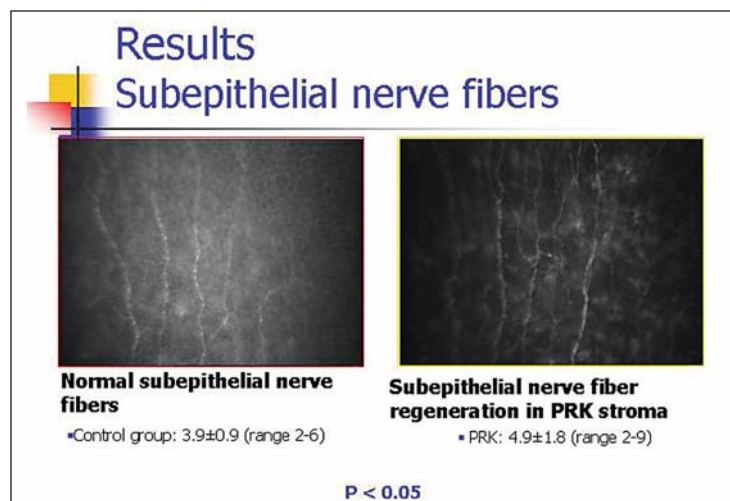 Results
Subepithelial nerve fibers
Normal subepithelial nerve
fibers
▪Control group: 3.9±0.9 (range 2-6)
Subepithelial nerve fiber
regeneration in PRK stroma
▪ PRK: 4.9±1.8 (range 2-9)
P < 0.05